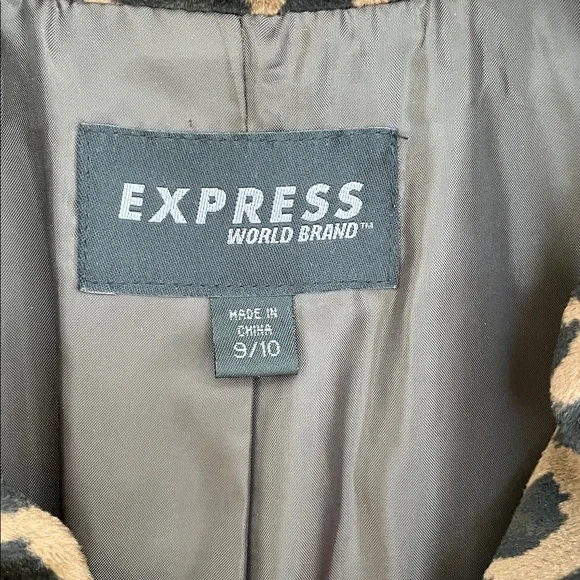 EXPRESS
WORLD BRAND™
MADE IN
CHINA
9/10